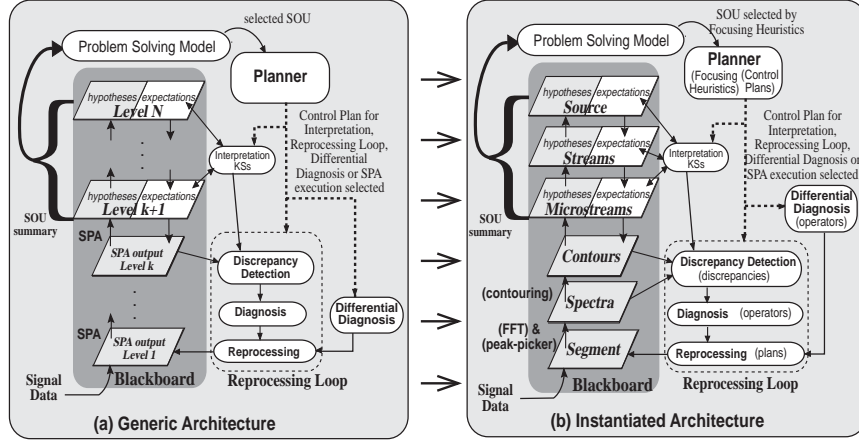 selected SOU
Problem Solving Model
Planner
hypotheses expectations
Level N
Control Plan for
Interpretation,
Reprocessing Loop,
Differential
Diagnosis or SPA
execution selected
Interpretation
KSs
hypotheses expectations
Level k+1
SOU
summary
SPA
SPA output
Level k
Discrepancy
Detection
Diagnosis
Differential
Diagnosis
SPA
SPA output
Level 1
Reprocessing
Signal
Data
Blackboard
Reprocessing Loop
(a) Generic Architecture
SOU selected by
Focusing Heuristics
Problem Solving Model
Planner
(Focusing (Control
Heuristics) Plans)
hypotheses expectations
Source
Control Plan for
Interpretation,
Reprocessing Loop,
Differential Dagnosis or
SPA execution selected
hypotheses expectations
Streams
Interpretation
KSs
hypotheses expectations
Microstreams
SOU
summary
Differential
Diagnosis
(operators)
Contours
Discrepancy Detection
(discrepancies)
(contouring)
Spectra
Diagnosis (operators)
(FFT) &
(peak-picker)
Segment
Reprocessing (plans)
Signal
Data
Blackboard
Reprocessing Loop
(b) Instantiated Architecture